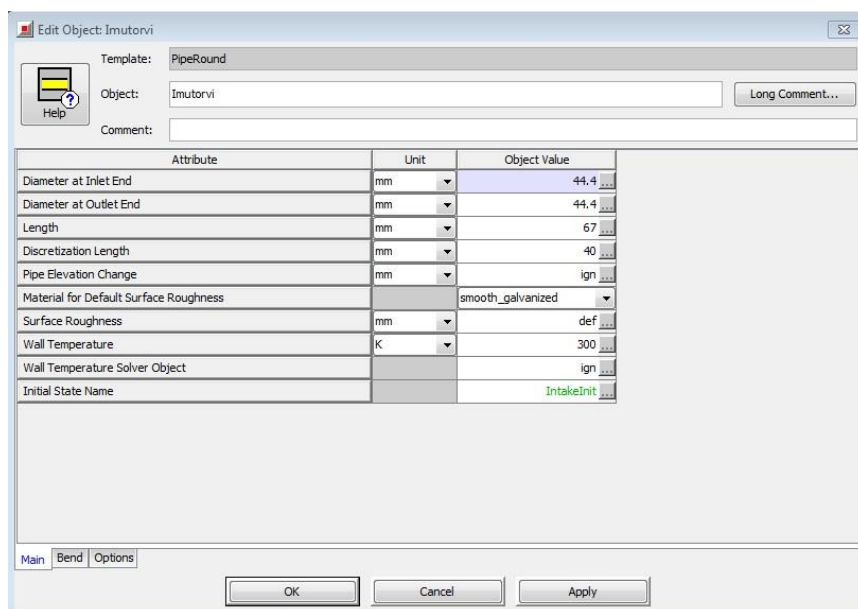 Edit Object: Imutorvi
Template: PipeRound
Help
Object: Imutorvi Long Comment...
Comment:
Attribute Unit Object Value
Diameter at Inlet End mm 44.4 ...
Diameter at Outlet End mm 44.4 ...
Length mm 67 ...
Discretization Length mm 40 ...
Pipe Elevation Change mm ign ...
Material for Default Surface Roughness smooth_galvanized
Surface Roughness mm def ...
Wall Temperature K 300 ...
Wall Temperature Solver Object ign ...
Initial State Name IntakeInit ...
Main Bend Options
OK Cancel Apply